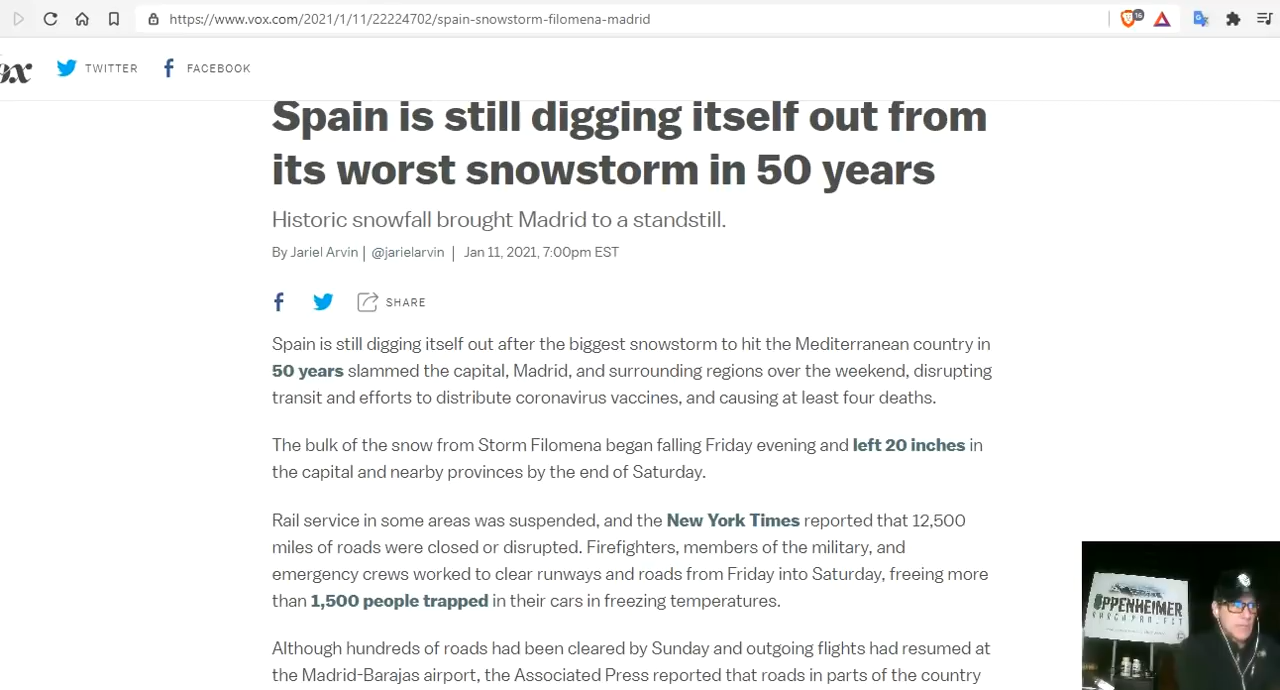 https://www.vox.com/2021/1/11/22224702/spain-snowstorm-filomena-madrid
16
ox
TWITTER
FACEBOOK
Spain is still digging itself out from
its worst snowstorm in 50 years
Historic snowfall brought Madrid to a standstill.
By Jariel Arvin | @jarielarvin | Jan 11, 2021, 7:00pm EST
SHARE
Spain is still digging itself out after the biggest snowstorm to hit the Mediterranean country in
50 years slammed the capital, Madrid, and surrounding regions over the weekend, disrupting
transit and efforts to distribute coronavirus vaccines, and causing at least four deaths.
The bulk of the snow from Storm Filomena began falling Friday evening and left 20 inches in
the capital and nearby provinces by the end of Saturday.
Rail service in some areas was suspended, and the New York Times reported that 12,500
miles of roads were closed or disrupted. Firefighters, members of the military, and
emergency crews worked to clear runways and roads from Friday into Saturday, freeing more
than 1,500 people trapped in their cars in freezing temperatures.
Although hundreds of roads had been cleared by Sunday and outgoing flights had resumed at
the Madrid-Barajas airport, the Associated Press reported that roads in parts of the country
OPPENHEIMER
RANCH PROJECT